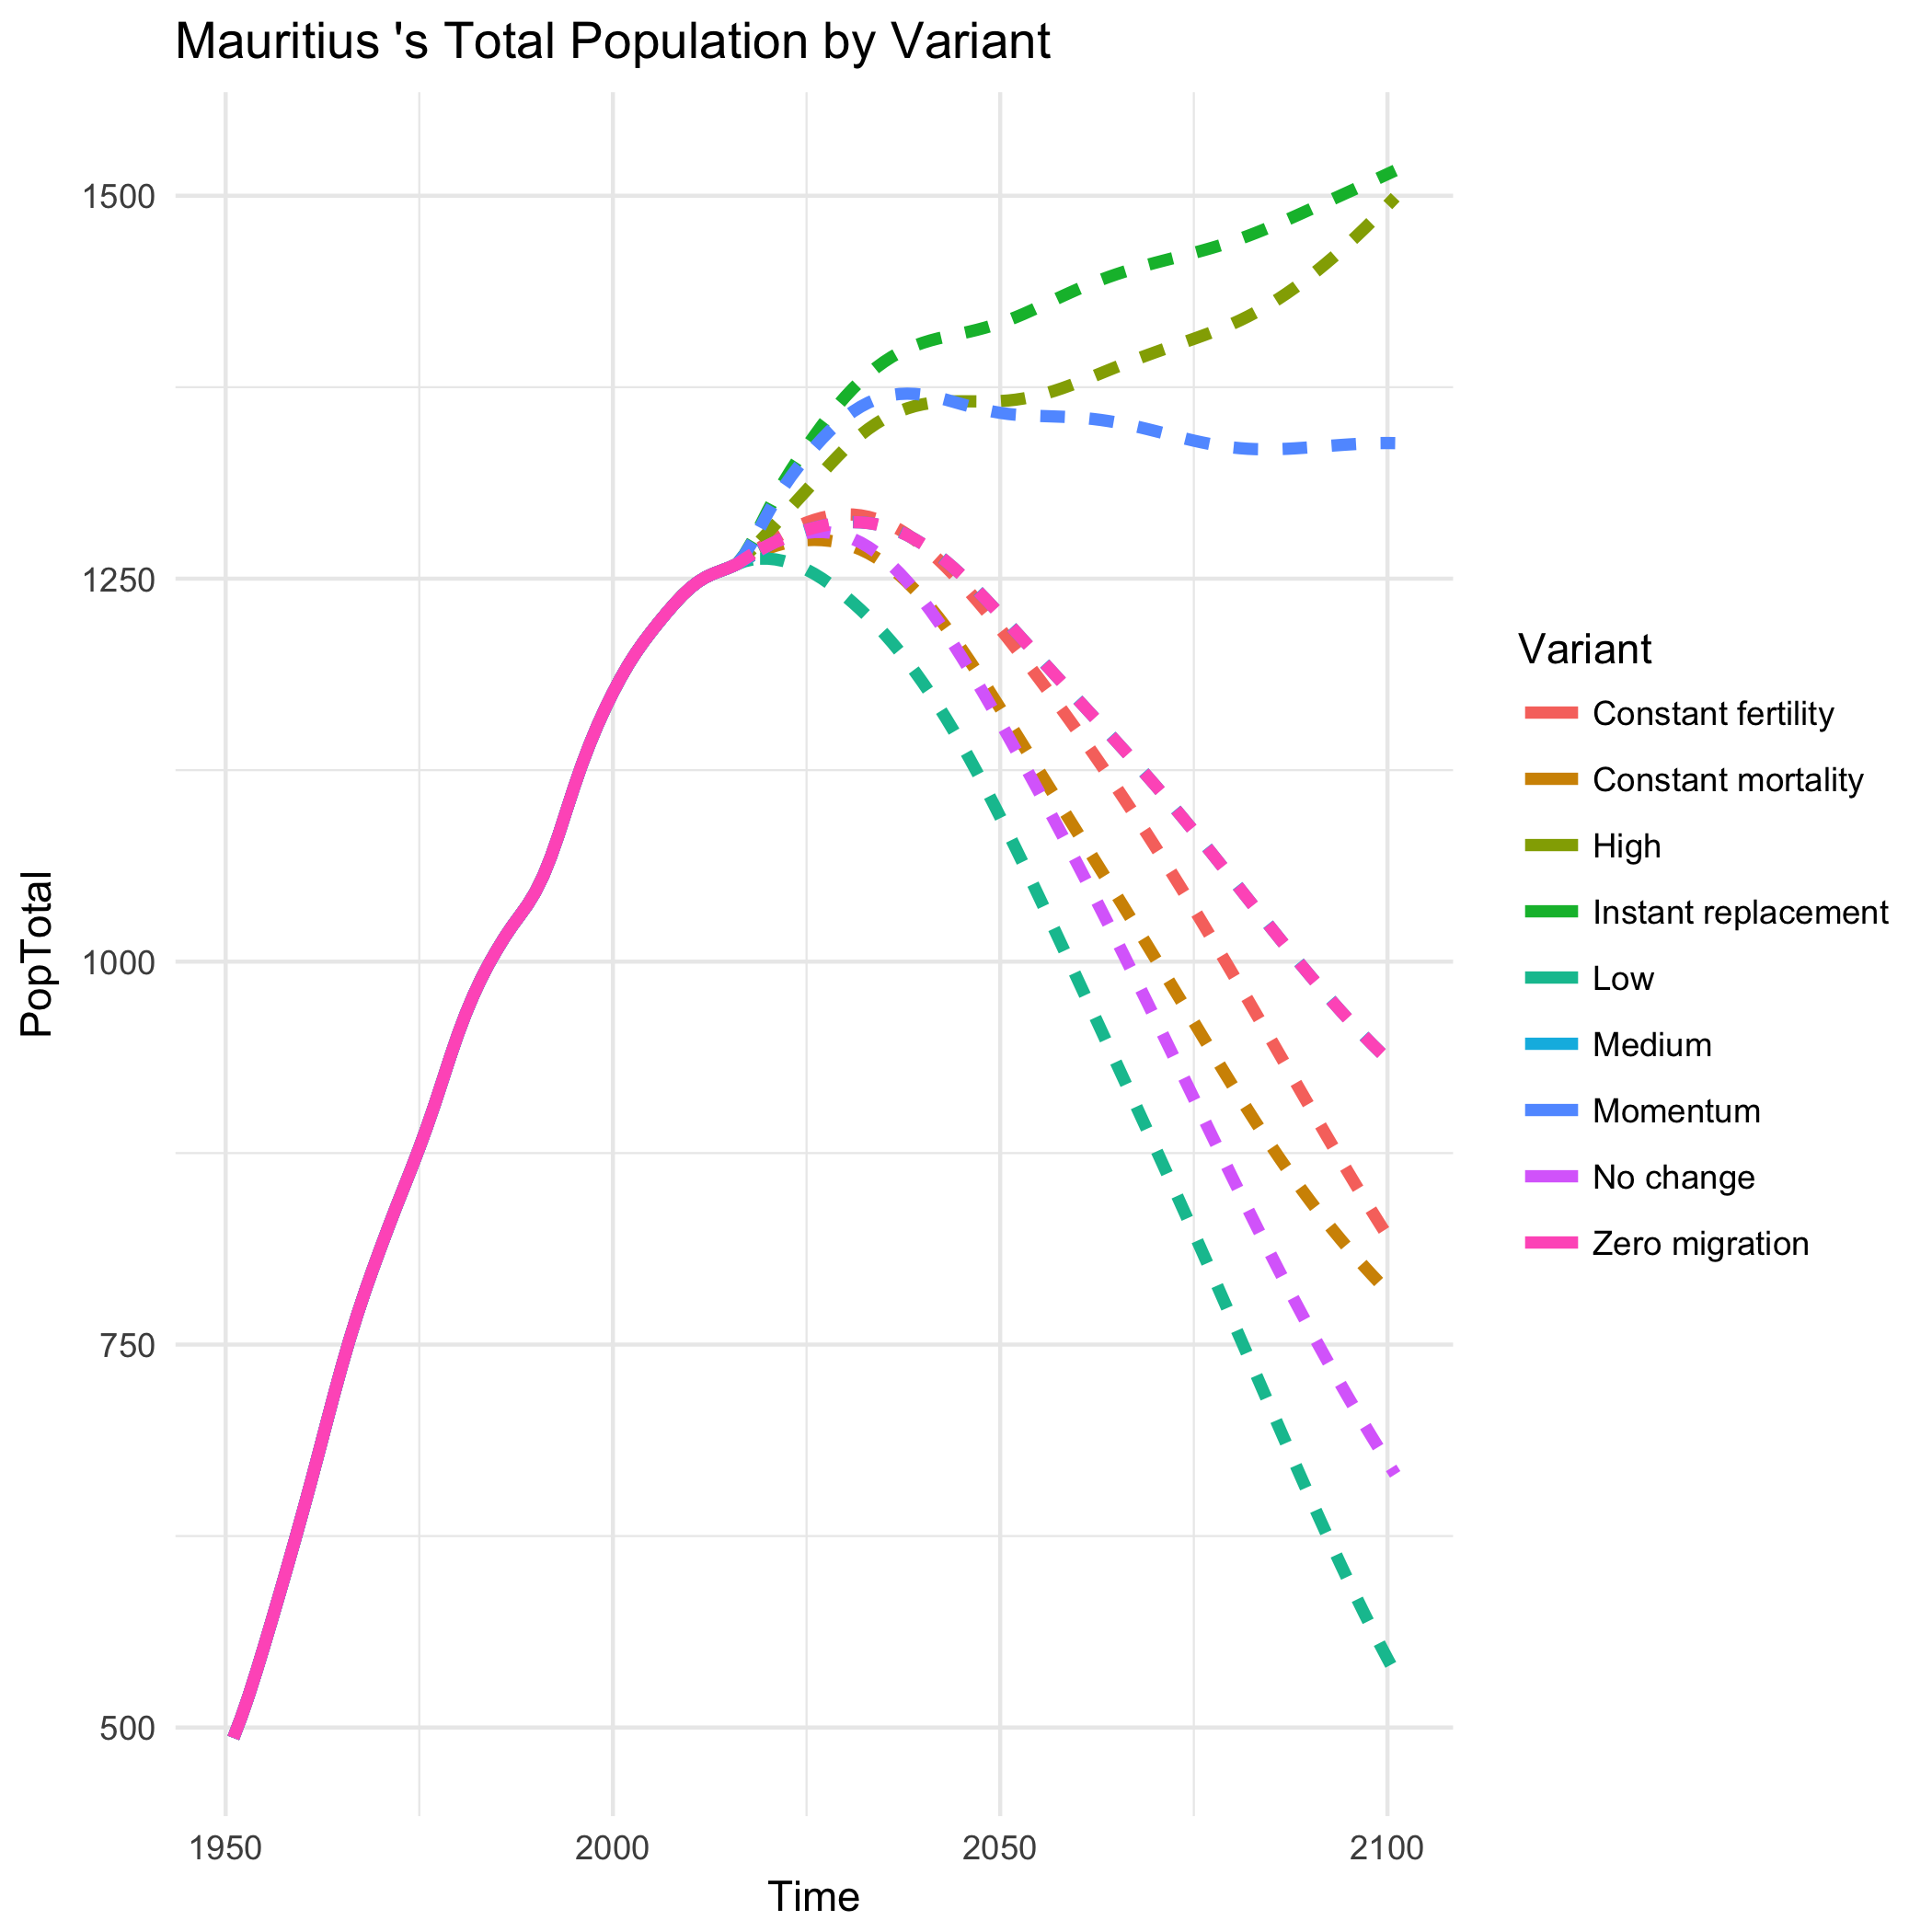 Mauritius 's Total Population by Variant
1500
1250
1000
750
500
PopTotal
1950 2000 2050 2100
Time
Variant
Constant fertility
Constant mortality
High
Instant replacement
Low
Medium
Momentum
No change
Zero migration